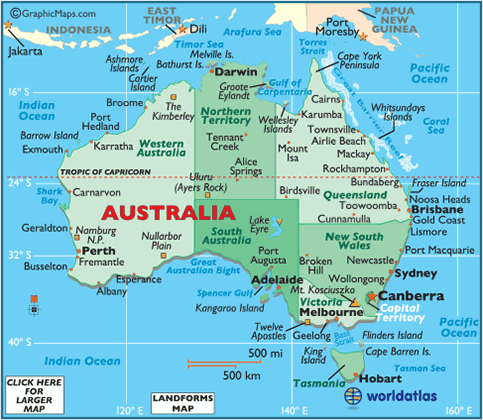 ©GraphicMaps.com
EAST
TIMOR
PAPUA
NEW
GUINEA
Port
Moresby
Jakarta
INDONESIA
Dili
Arafura Sea
Timor Sea
Torres
Strait
Ashmore
Islands
Melville Is.
Bathurst Is.
Cape York
Peninsula
Pacific
Ocean
Cartier
Island
Darwin
Groote
Eylandt
Gulf of
Carpentaria
Great Barrier Reef
16°S
16°S
Indian
Ocean
Broome
The
Kimberley
Northern
Territory
Wellesley
Islands
Cairns
Karumba
Whitsundays
Islands
Port
Hedland
Townsville
Airlie Beach
Coral
Sea
Barrow Island
Exmouth
Karratha
Western
Australia
Tennant
Creek
Mount
Isa
Mackay
Rockhampton
Alice
Springs
TROPIC OF CAPRICORN
Bundaberg
24°S
Fraser Island
Shark
Bay
Carnarvon
Uluru
(Ayers Rock)
Birdsville
Queensland
Noosa Heads
Toowoomba
Brisbane
AUSTRALIA
Cunnamulla
Gold Coast
Geraldton
Lake
Eyre
Lismore
Namburg
N.P.
Nullarbor
Plain
South
Australia
New South
Wales
Port Macquarie
Perth
Fremantle
32°S
Port
Augusta
Broken
Hill
Newcastle
32°S
Busselton
Esperance
Great
Australian Bight
Wollongong
Sydney
Albany
Adelaide
Mt. Kosciuszko
Canberra
Spencer Gulf
Victoria
Capital
Territory
Kangaroo Island
Melbourne
Twelve
Apostles
Geelong
Bass
Strait
Flinders Island
Pacific
Ocean
40°S
King
Island
Cape Barren Is.
40°S
Indian Ocean
500 mi
500 km
Tasman Sea
Tasmania
Hobart
CLICK HERE
FOR
LARGER
MAP
LANDFORMS
MAP
120°E
140°E
160°E
worldatlas